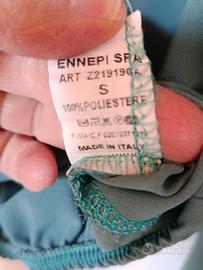 ENNEPI SPA
ART Z21919GA
S
100%POLIESTERE
MADE IN ITALY